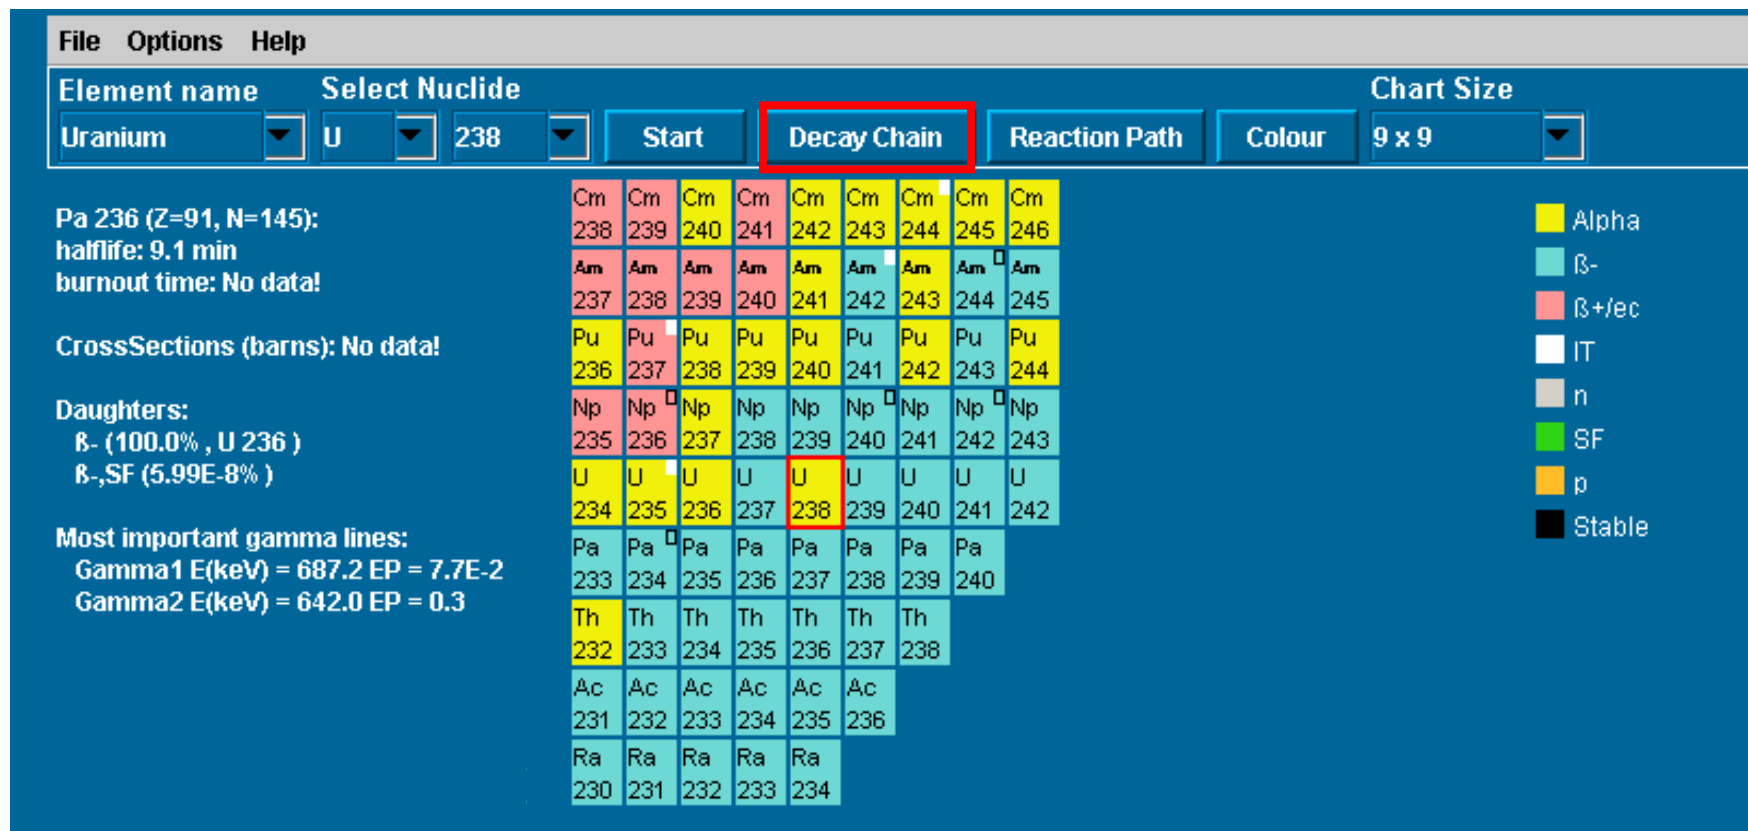 File Options Help
Element name Select Nuclide Chart Size
Uranium U 238 Start Decay Chain Reaction Path Colour 9 x 9
Pa 236 (Z=91, N=145):
halflife: 9.1 min
burnout time: No data!
CrossSections (barns): No data!
Daughters:
ß- (100.0% , U 236 )
ß-,SF (5.99E-8% )
Most important gamma lines:
Gamma1 E(keV) = 687.2 EP = 7.7E-2
Gamma2 E(keV) = 642.0 EP = 0.3
Cm Cm Cm Cm Cm Cm Cm Cm Cm
238 239 240 241 242 243 244 245 246
Am Am Am Am Am Am Am Am Am
237 238 239 240 241 242 243 244 245
Pu Pu Pu Pu Pu Pu Pu Pu Pu
236 237 238 239 240 241 242 243 244
Np Np Np Np Np Np Np Np Np
235 236 237 238 239 240 241 242 243
U U U U U U U U U
234 235 236 237 238 239 240 241 242
Pa Pa Pa Pa Pa Pa Pa Pa
233 234 235 236 237 238 239 240
Th Th Th Th Th Th Th
232 233 234 235 236 237 238
Ac Ac Ac Ac Ac Ac
231 232 233 234 235 236
Ra Ra Ra Ra Ra
230 231 232 233 234
Alpha
ß-
ß+/ec
IT
n
SF
p
Stable